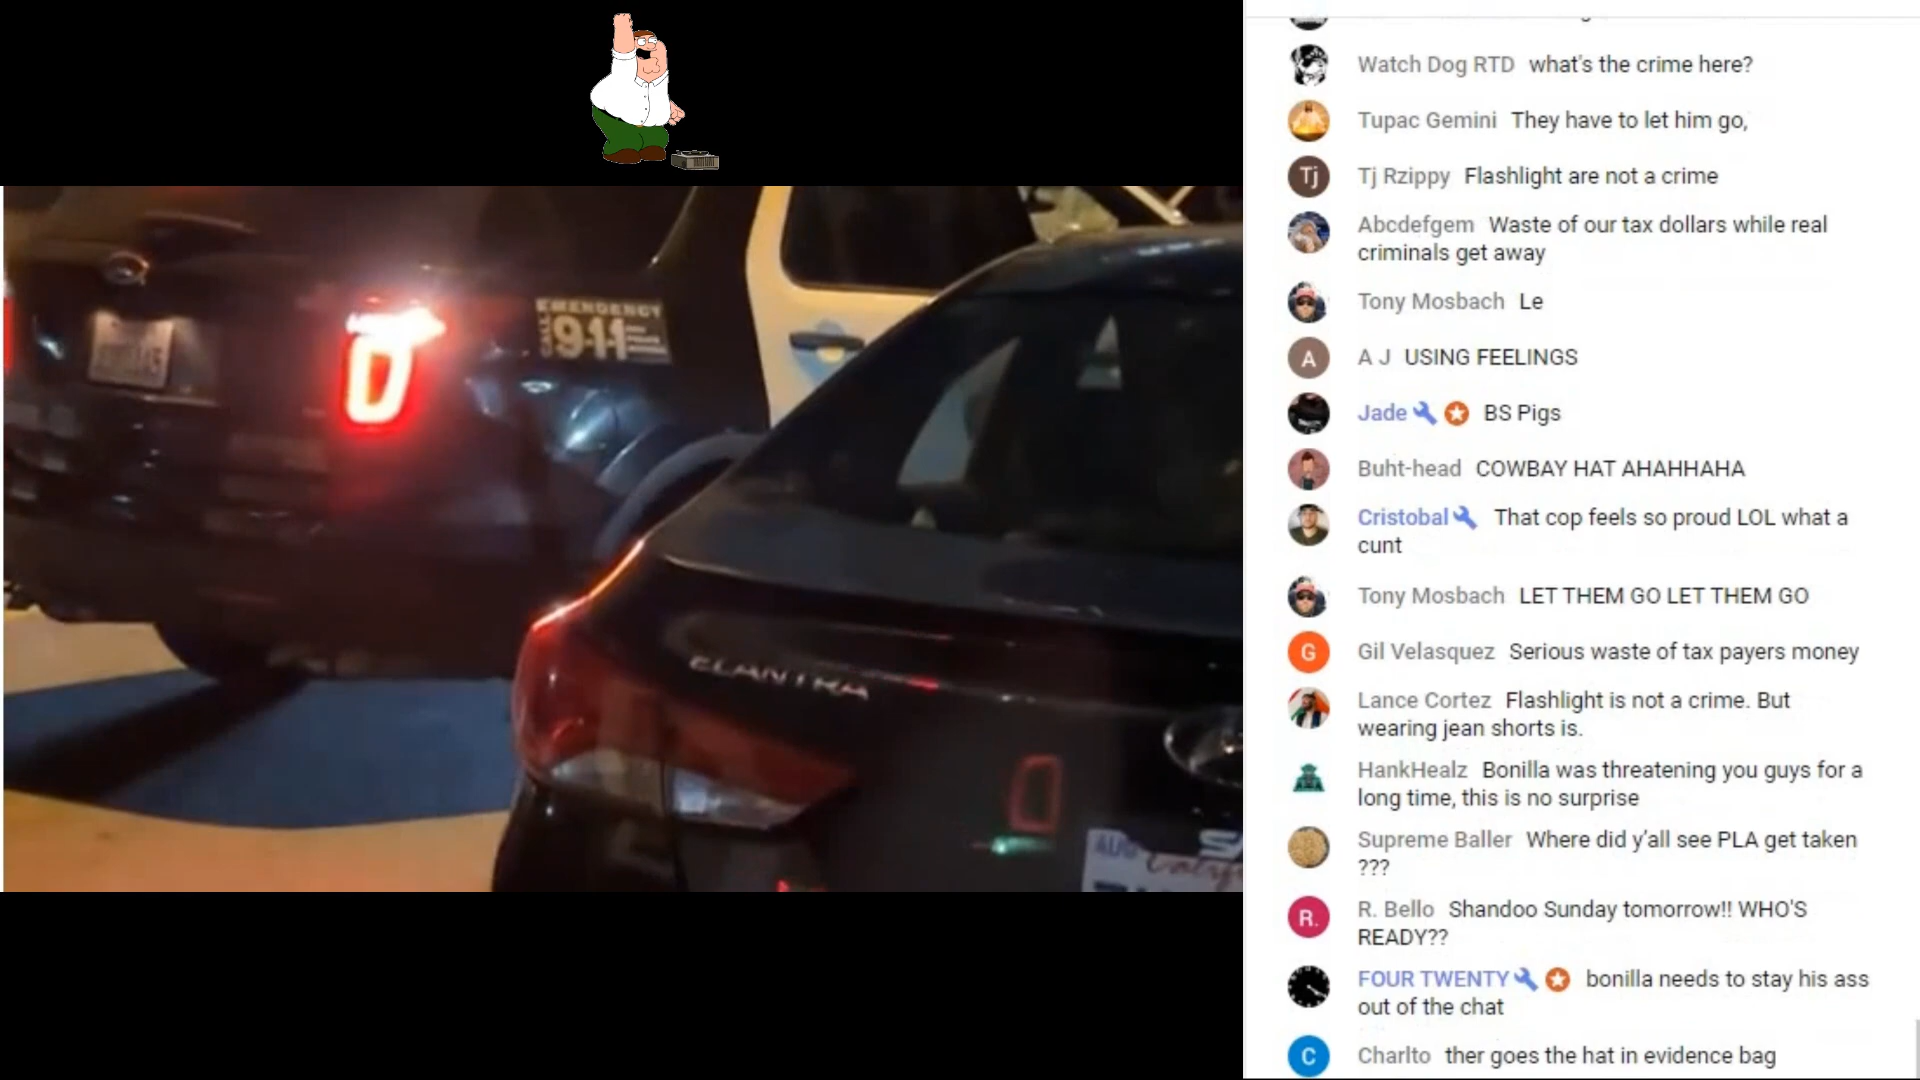 Watch Dog RTD what's the crime here?
Tupac Gemini They have to let him go,
Tj
Tj Rzippy Flashlight are not a crime
Abcdefgem Waste of our tax dollars while real
criminals get away
Tony Mosbach Le
A
A J USING FEELINGS
Jade BS Pigs
Buht-head COWBAY HAT AHAHHAHA
Cristobal That cop feels so proud LOL what a
cunt
Tony Mosbach LET THEM GO LET THEM GO
G
Gil Velasquez Serious waste of tax payers money
Lance Cortez Flashlight is not a crime. But
wearing jean shorts is.
HankHealz Bonilla was threatening you guys for a
long time, this is no surprise
Supreme Baller Where did y'all see PLA get taken
???
R.
R. Bello Shandoo Sunday tomorrow!! WHO'S
READY??
FOUR TWENTY bonilla needs to stay his ass
out of the chat
C
Charlto ther goes the hat in evidence bag
EMERGENCY
CALL
911
ELANTRA
AUG